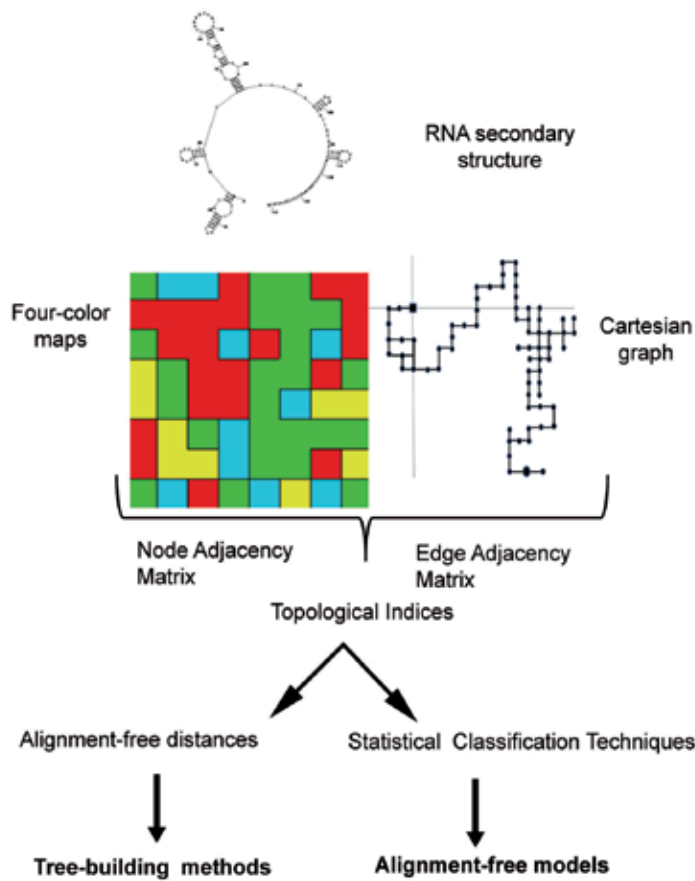 RNA secondary
structure
Four-color
maps
Cartesian
graph
Node Adjacency
Matrix
Edge Adjacency
Matrix
Topological Indices
Alignment-free distances
Statistical Classification Techniques
Tree-building methods
Alignment-free models